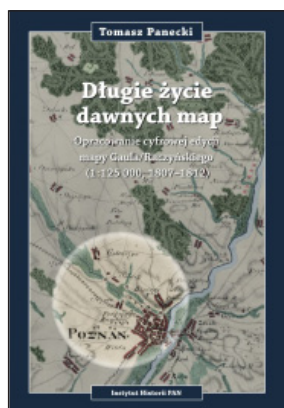 Tomasz Panecki
Długie życie
dawnych map
Opracowanie cyfrowej edycji
mapy Gaula/Raczyńskiego
(1:125 000, 1807–1812)
POZNAŃ
Instytut Historii PAN